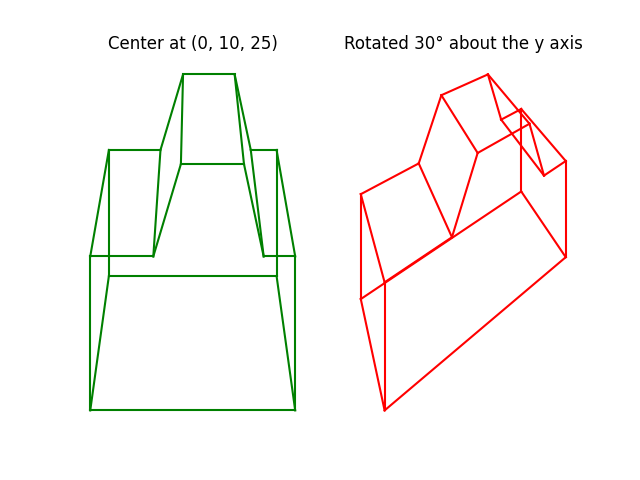 Center at (0, 10, 25)
Rotated 30° about the y axis